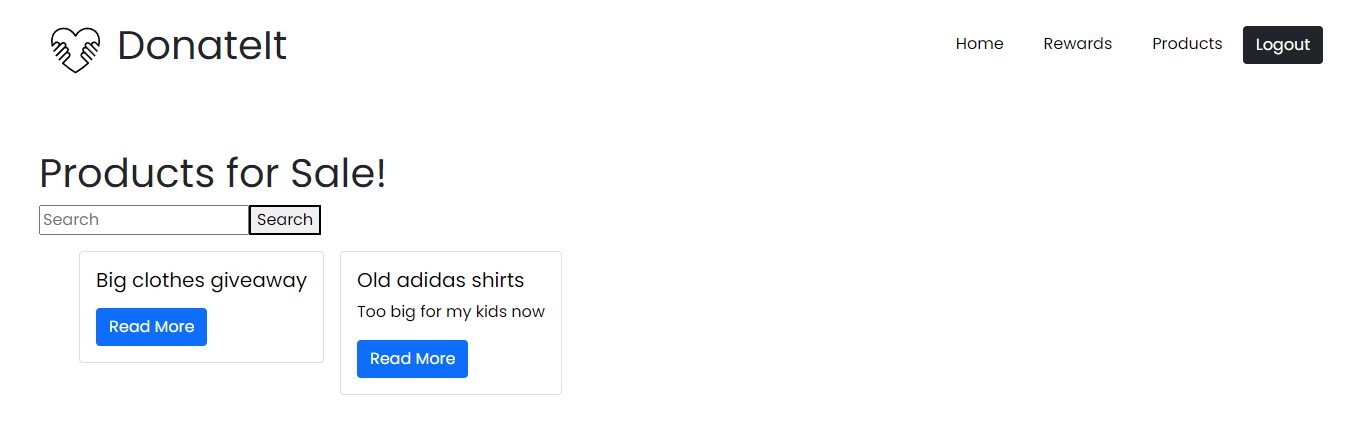 DonateIt
Home Rewards Products Logout
Products for Sale!
Search Search
Big clothes giveaway
Read More
Old adidas shirts
Too big for my kids now
Read More